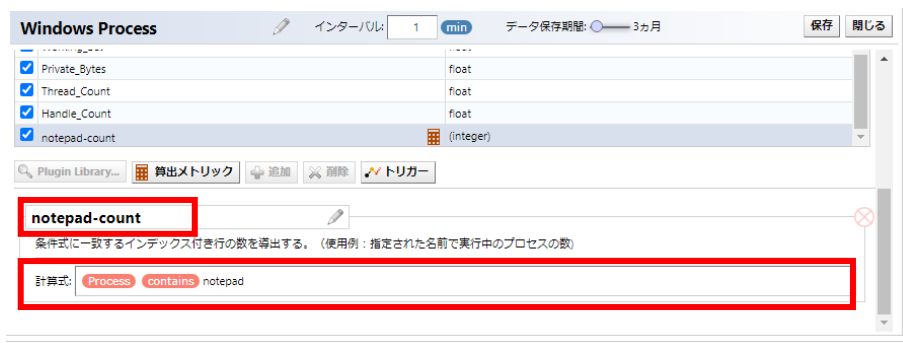 Windows Process インターバル: 1 min データ保存期間: 3ヵ月 保存 閉じる
Private_Bytes float
Thread_Count float
Handle_Count float
notepad-count (integer)
Plugin Library... 算出メトリック 追加 削除 トリガー
notepad-count
条件式に一致するインデックス付き行の数を導出する。(使用例:指定された名前で実行中のプロセスの数)
計算式: Process contains notepad